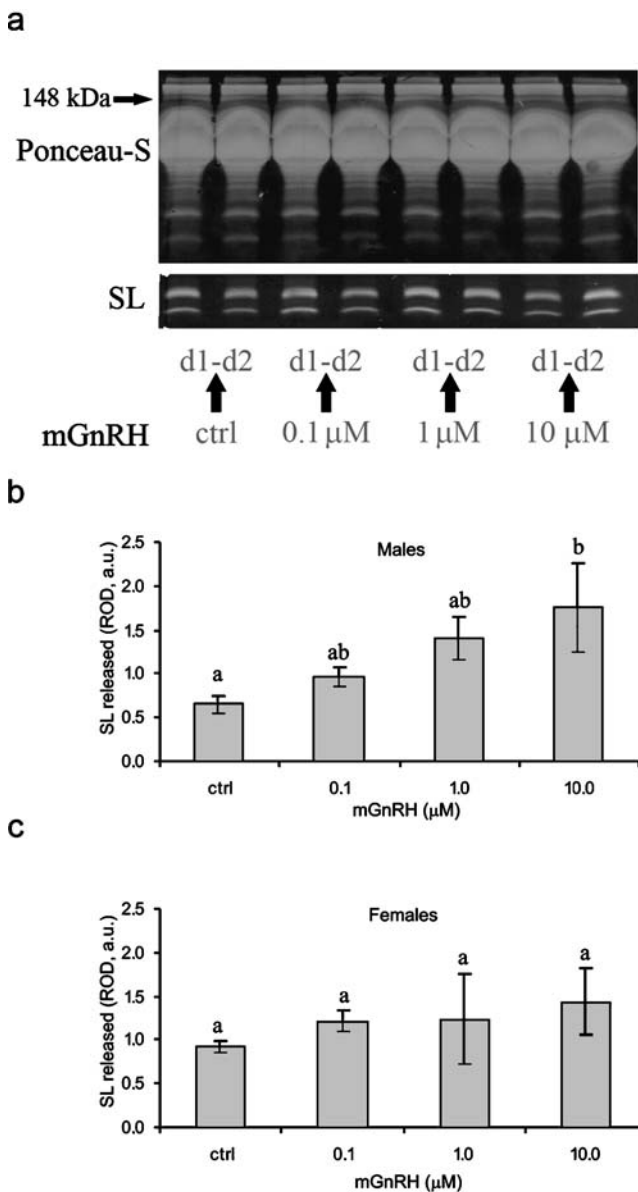 a
148 kDa
Ponceau-S
SL
d1-d2 d1-d2 d1-d2 d1-d2
mGnRH ctrl 0.1 µM 1µM 10 µM
b
Males
SL released (ROD, a.u.)
2.5
2.0
1.5
1.0
0.5
0.0
a
ab
ab
b
ctrl 0.1 1.0 10.0
mGnRH (µM)
c
Females
SL released (ROD, a.u.)
2.5
2.0
1.5
1.0
0.5
0.0
a
a
a
a
ctrl 0.1 1.0 10.0
mGnRH (µM)